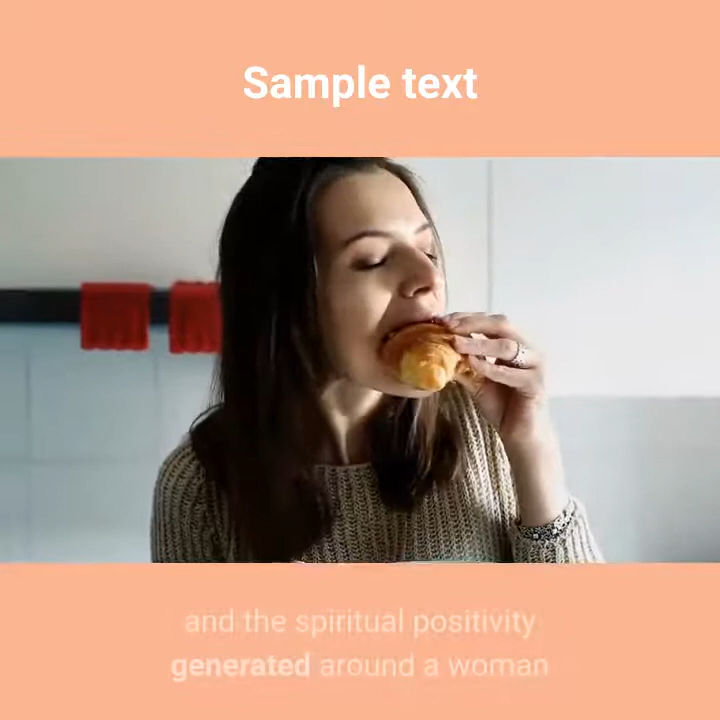 Sample text
and the spiritual positivity
generated around a woman